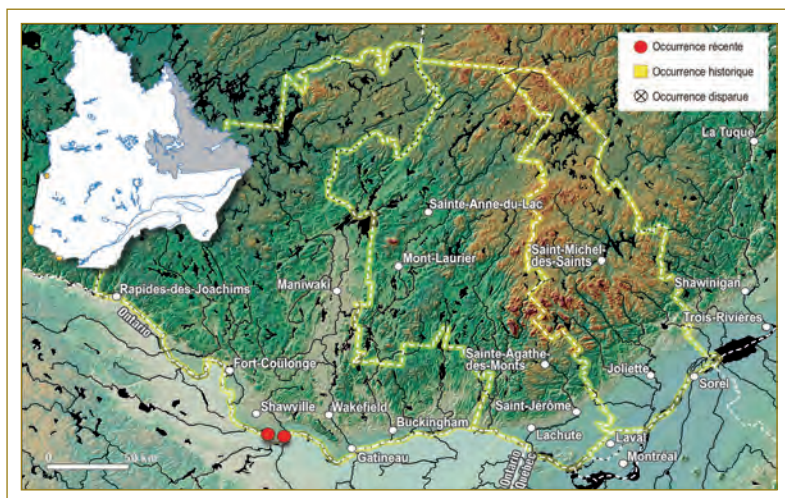 Occurrence récente
Occurrence historique
Occurrence disparue
La Tuque
Sainte-Anne-du-Lac
Saint-Michel-
des-Saints
Mont-Laurier
Maniwaki
Shawinigan
Rapides-des-Joachims
Trois-Rivières
Ontario
Fort-Coulonge
Sainte-Agathe-
des-Monts
Joliette
Sorel
Shawville
Wakefield
Saint-Jérôme
Buckingham
Lachute
Laval
Gatineau
Montréal
Ontario
Québec
0 50 km